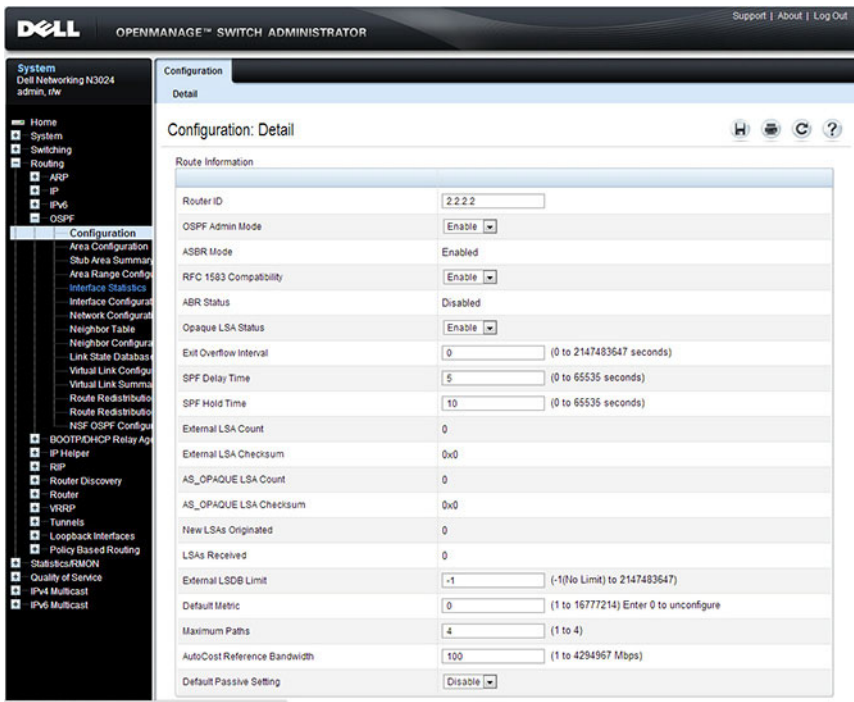 Support | About | Log Out
DELL OPENMANAGE™ SWITCH ADMINISTRATOR
System
Dell Networking N3024
admin, r/w
Home
System
Switching
Routing
ARP
IP
IPv6
OSPF
Configuration
Area Configuration
Stub Area Summary
Area Range Configu
Interface Statistics
Interface Configurat
Network Configurati
Neighbor Table
Neighbor Configura
Link State Database
Virtual Link Configu
Virtual Link Summa
Route Redistributio
Route Redistributio
NSF OSPF Configu
BOOTP/DHCP Relay Age
IP Helper
RIP
Router Discovery
Router
VRRP
Tunnels
Loopback Interfaces
Policy Based Routing
Statistics/RMON
Quality of Service
IPv4 Multicast
IPv6 Multicast
Configuration
Detail
Configuration: Detail
?
Route Information
Router ID 2.2.2.2
OSPF Admin Mode Enable
ASBR Mode Enabled
RFC 1583 Compatibility Enable
ABR Status Disabled
Opaque LSA Status Enable
Exit Overflow Interval 0 (0 to 2147483647 seconds)
SPF Delay Time 5 (0 to 65535 seconds)
SPF Hold Time 10 (0 to 65535 seconds)
External LSA Count 0
External LSA Checksum 0x0
AS_OPAQUE LSA Count 0
AS_OPAQUE LSA Checksum 0x0
New LSAs Originated 0
LSAs Received 0
External LSDB Limit -1 (-1(No Limit) to 2147483647)
Default Metric 0 (1 to 16777214) Enter 0 to unconfigure
Maximum Paths 4 (1 to 4)
AutoCost Reference Bandwidth 100 (1 to 4294967 Mbps)
Default Passive Setting Disable